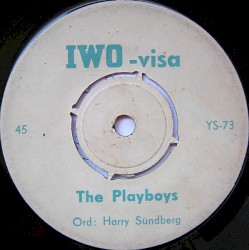 IWO -visa
45 YS-73
The Playboys
Ord: Harry Sundberg